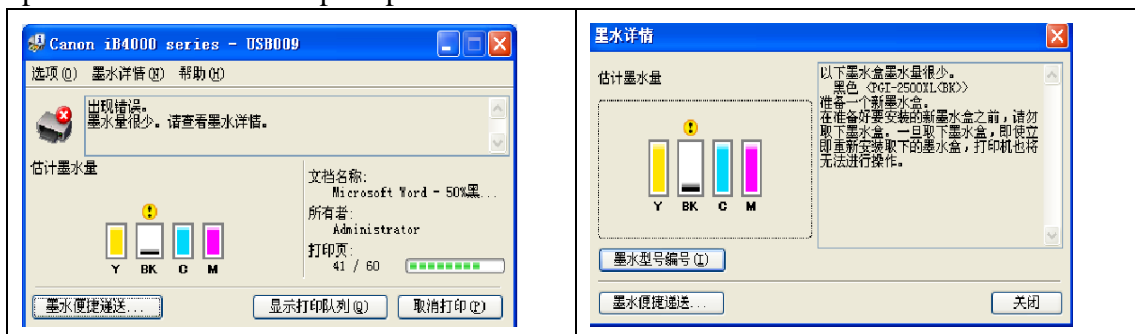 Canon iB4000 series - USB009
选项(O) 墨水详情(N) 帮助(H)
出现错误。
墨水量很少。请查看墨水详情。
估计墨水量
Y BK C M
文档名称:
Microsoft Word - 50%黑...
所有者:
Administrator
打印页:
41 / 60
墨水便捷递送...
显示打印队列(Q)
取消打印(P)
墨水详情
估计墨水量
Y BK C M
以下墨水盒墨水量很少。
黑色 <PGI-2500XL(BK)>
准备一个新墨水盒。
在准备好要安装的新墨水盒之前，请勿
取下墨水盒。一旦取下墨水盒，即使立
即重新安装取下的墨水盒，打印机也将
无法进行操作。
墨水型号编号(I)
墨水便捷递送...
关闭